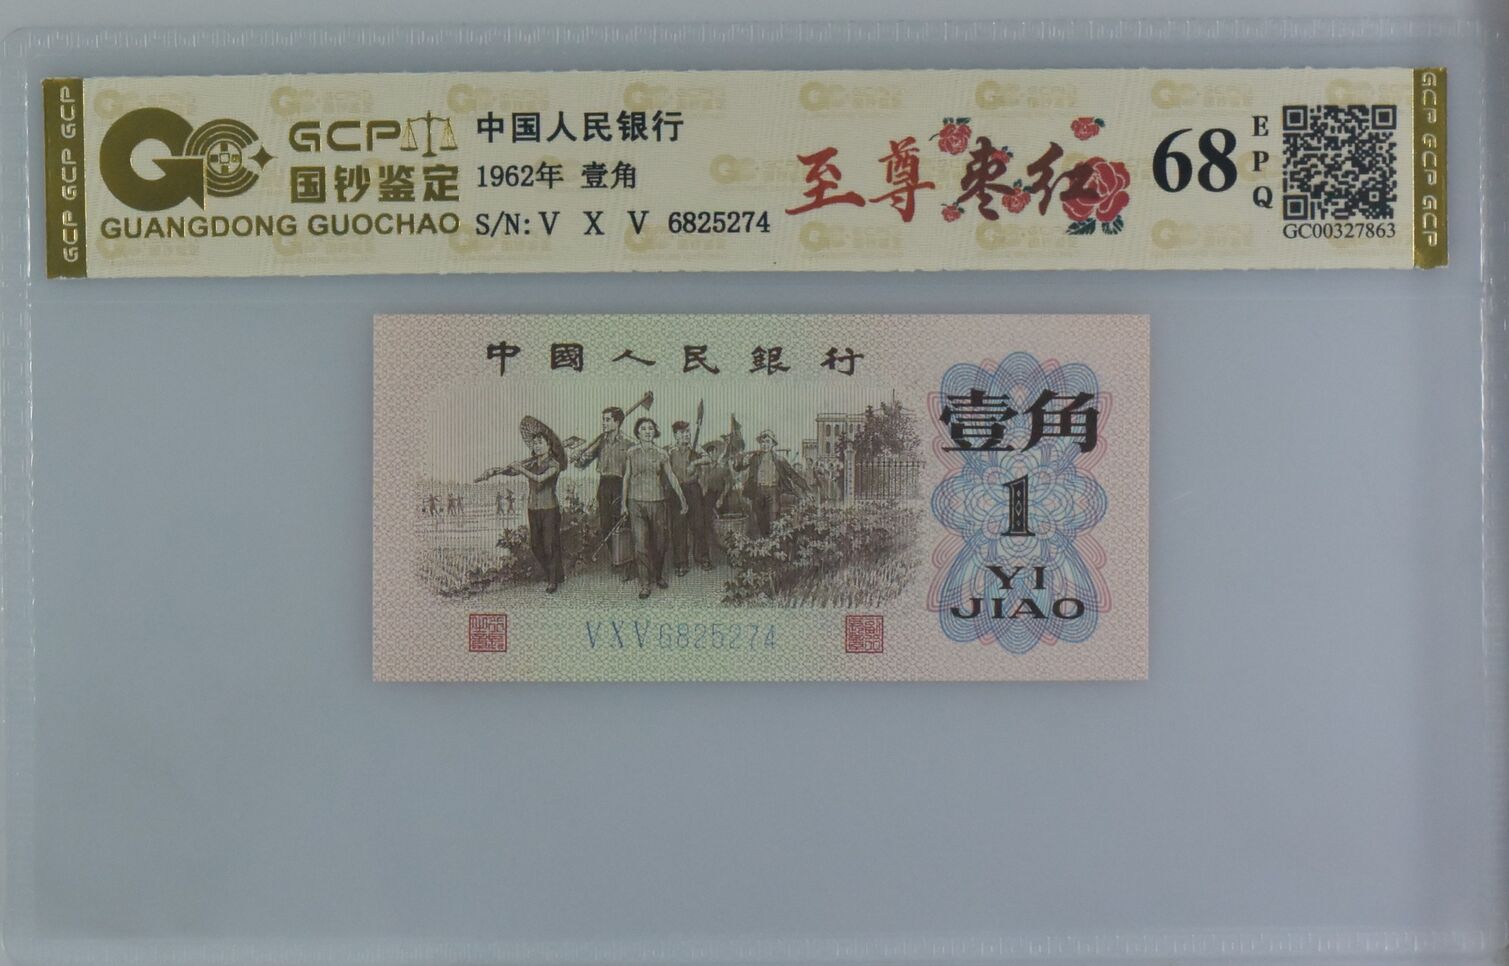 GCP GCP GCP
GCP
国钞鉴定
GUANGDONG GUOCHAO
中国人民银行
1962年 壹角
S/N: V X V 6825274
至尊枣红
68
EPQ
GC00327863
GCP GCP GCP
中國人民銀行
壹角
1
YI
JIAO
VXV6825274